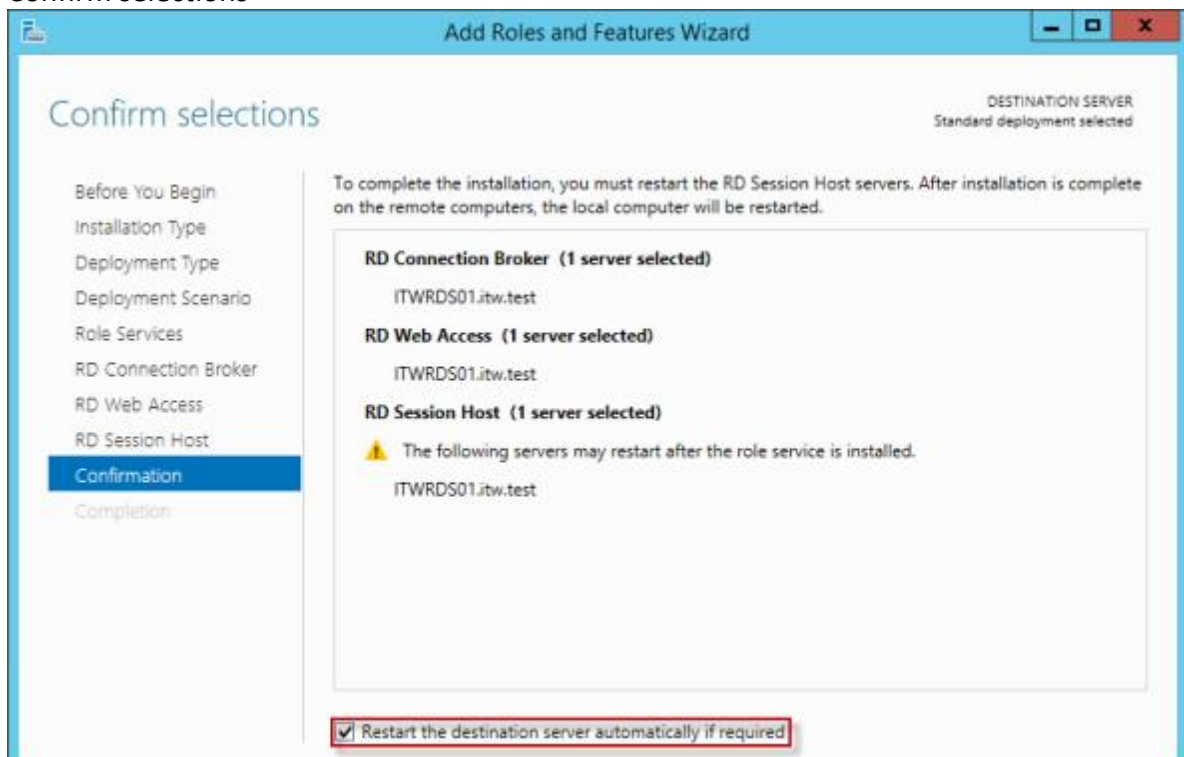 Confirm selections
Add Roles and Features Wizard
Confirm selections
DESTINATION SERVER
Standard deployment selected
Before You Begin
Installation Type
Deployment Type
Deployment Scenario
Role Services
RD Connection Broker
RD Web Access
RD Session Host
Confirmation
Completion
To complete the installation, you must restart the RD Session Host servers. After installation is complete
on the remote computers, the local computer will be restarted.
RD Connection Broker (1 server selected)
ITWRDS01.itw.test
RD Web Access (1 server selected)
ITWRDS01.itw.test
RD Session Host (1 server selected)
The following servers may restart after the role service is installed.
ITWRDS01.itw.test
Restart the destination server automatically if required